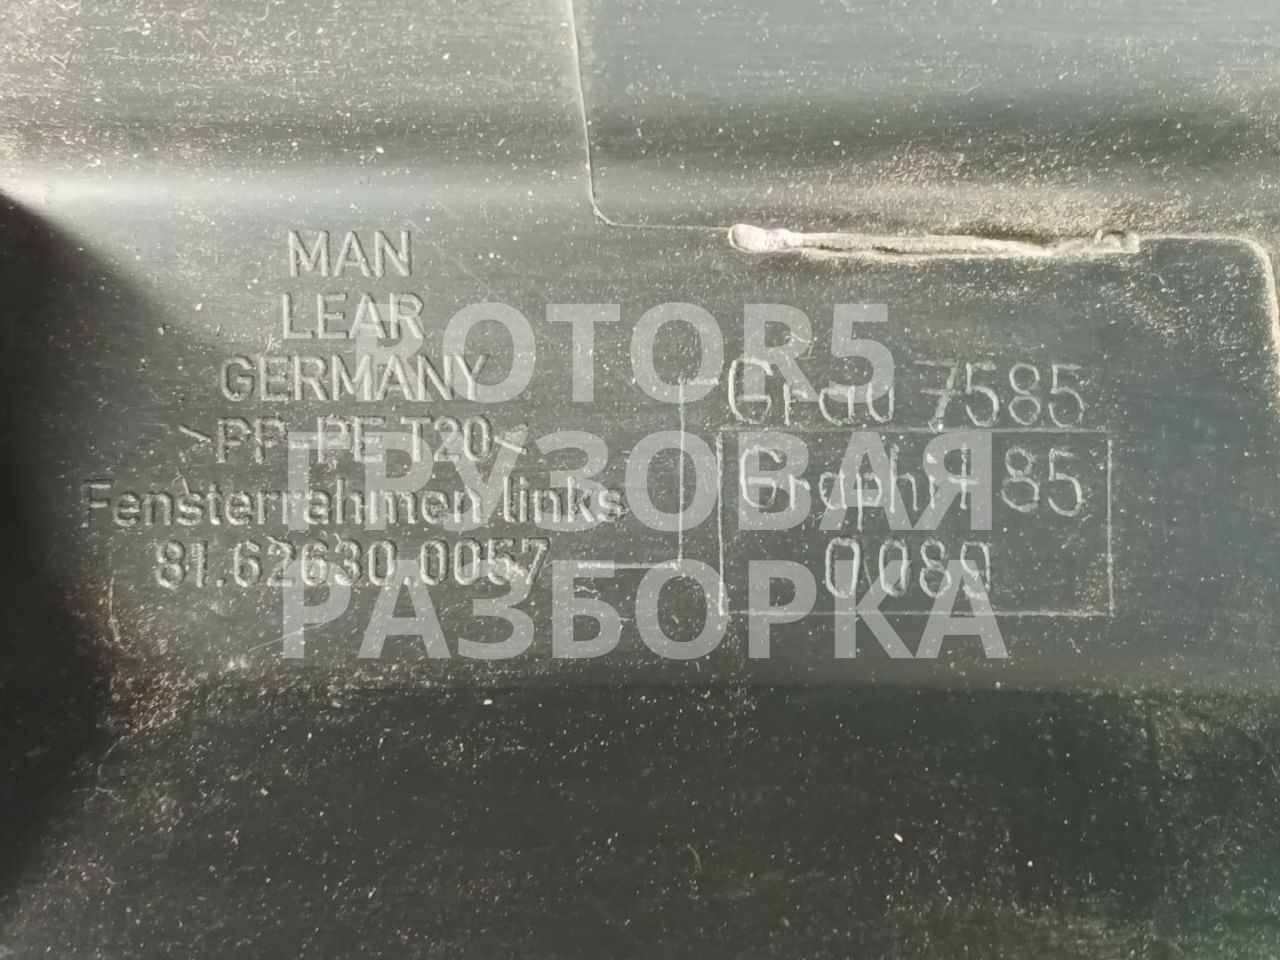 MAN
LEAR
GERMANY
>PP-PE T20<
Fensterrahmen links
81.62630.0057
Grau 7585
Graphit 85
0089
ROTOR5
ГРУЗОВАЯ
РАЗБОРКА